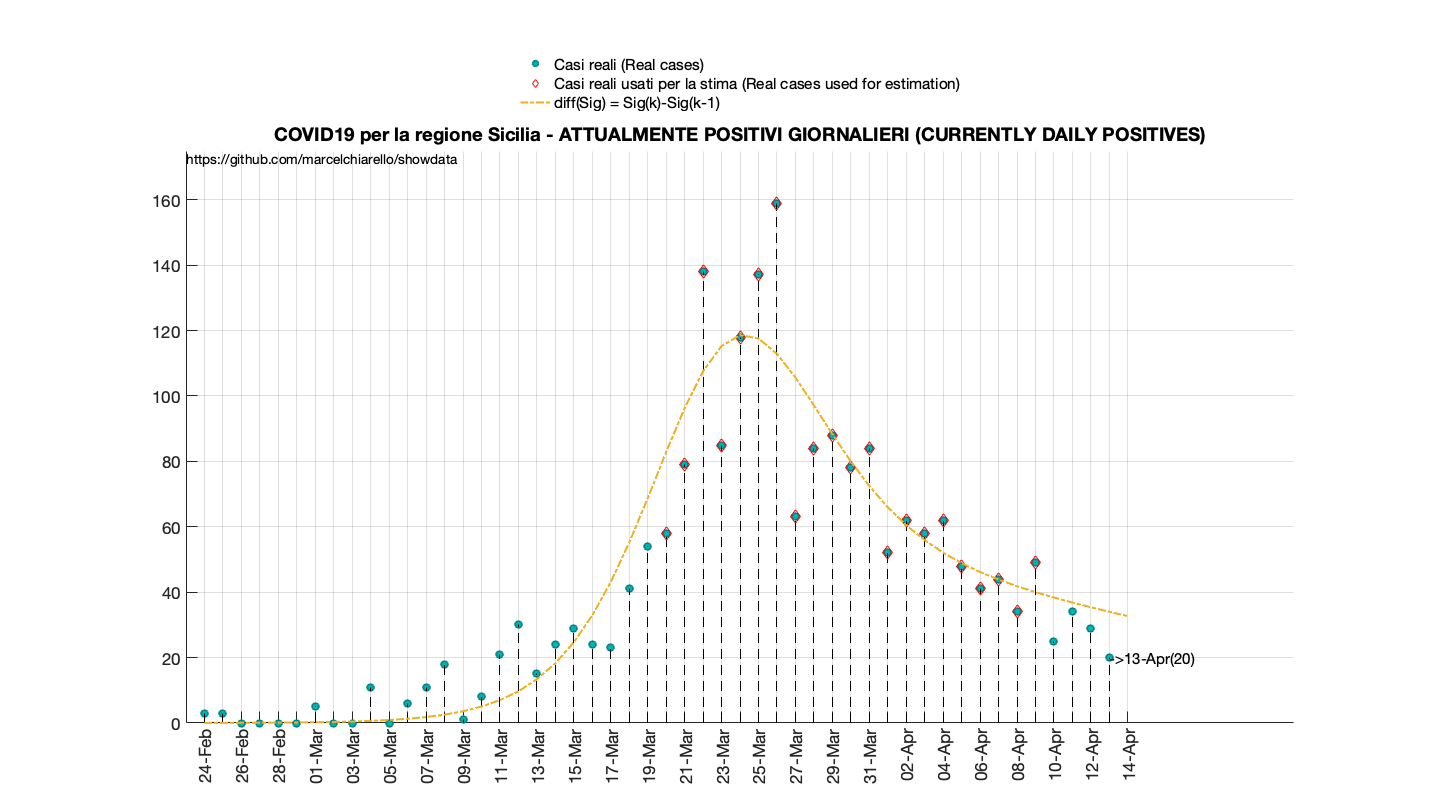 Casi reali (Real cases)
Casi reali usati per la stima (Real cases used for estimation)
diff(Sig) = Sig(k)-Sig(k-1)
COVID19 per la regione Sicilia - ATTUALMENTE POSITIVI GIORNALIERI (CURRENTLY DAILY POSITIVES)
https://github.com/marcelchiarello/showdata
160
140
120
100
80
60
40
20
0
->13-Apr(20)
24-Feb
26-Feb
28-Feb
01-Mar
03-Mar
05-Mar
07-Mar
09-Mar
11-Mar
13-Mar
15-Mar
17-Mar
19-Mar
21-Mar
23-Mar
25-Mar
27-Mar
29-Mar
31-Mar
02-Apr
04-Apr
06-Apr
08-Apr
10-Apr
12-Apr
14-Apr